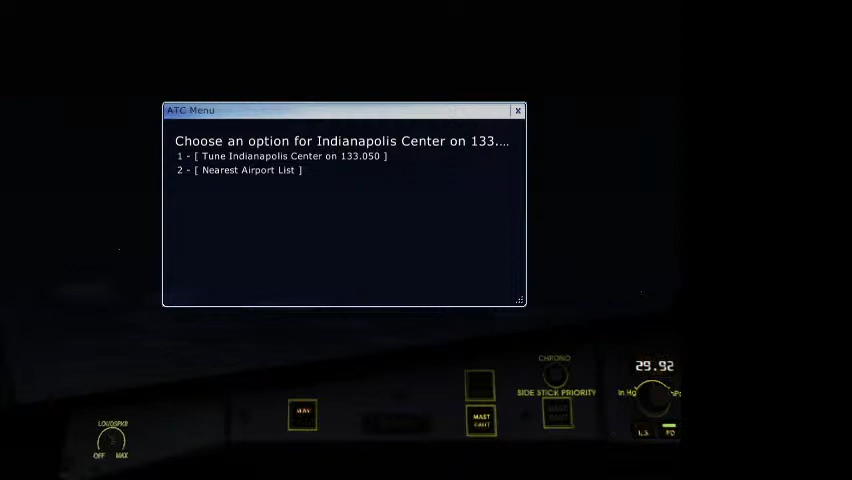 ATC Menu
x
Choose an option for Indianapolis Center on 133....
1 - [ Tune Indianapolis Center on 133.050 ]
2 - [ Nearest Airport List ]
CHRONO
29.92
SIDE STICK PRIORITY
In.Hg
MAST
CAUT
L.S.
FD
LOUDSPKR
OFF
MAX